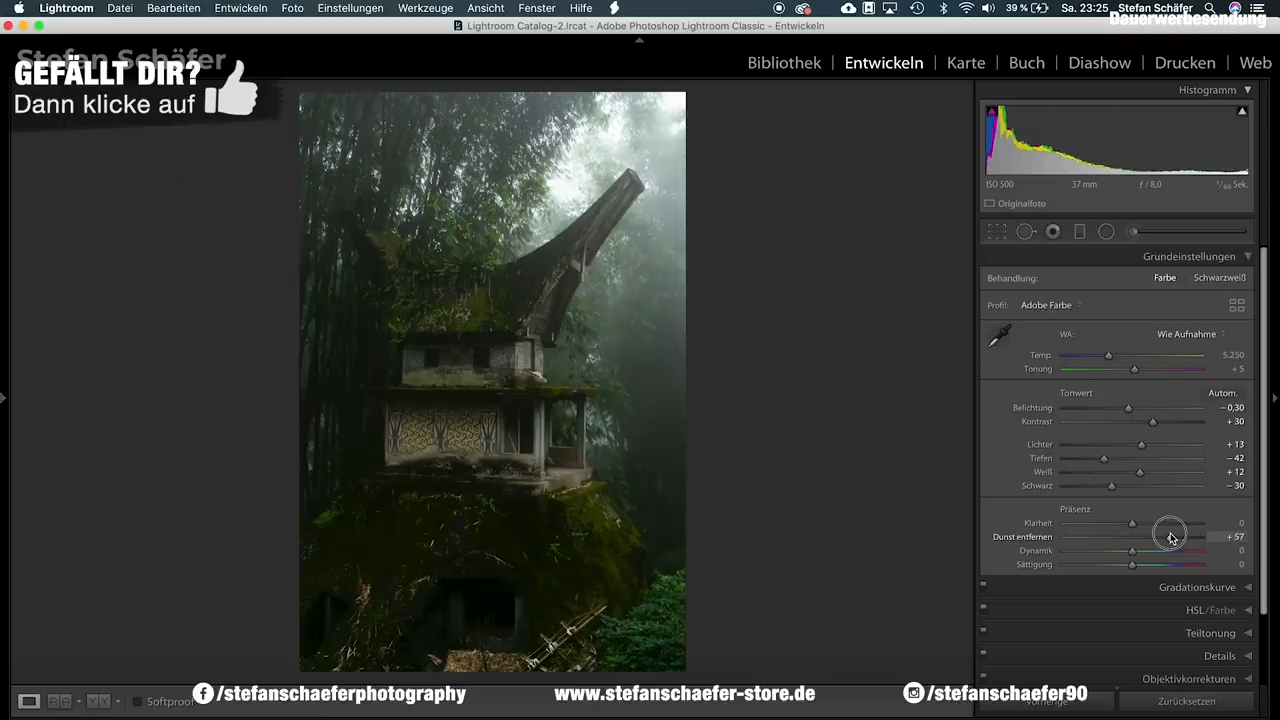 Lightroom Datei Bearbeiten Entwicklung Foto Einstellungen Werkzeuge Ansicht Fenster Hilfe 39 % Sa. 23:25 Stefan Schäfer
Dauerwerbesendung
Lightroom Catalog-2.lrcat - Adobe Photoshop Lightroom Classic - Entwickeln
Stefan Schäfer
GEFÄLLT DIR?
Dann klicke auf
Bibliothek | Entwickeln | Karte | Buch | Diashow | Drucken | Web
Histogramm
ISO 500 37 mm ƒ / 8,0 1/60 Sek.
Originalfoto
Grundeinstellungen
Behandlung: Farbe Schwarzweiß
Profil: Adobe Farbe
WA: Wie Aufnahme
Temp. 5.250
Tonung + 5
Tonwert Autom.
Belichtung − 0,30
Kontrast + 30
Lichter + 13
Tiefen − 42
Weiß + 12
Schwarz − 30
Präsenz
Klarheit 0
Dunst entfernen + 57
Dynamik 0
Sättigung 0
Gradationskurve
HSL / Farbe
Teiltonung
Details
Objektivkorrekturen
Softproof
Vorherige Zurücksetzen
/stefanschaeferphotography www.stefanschaefer-store.de /stefanschaefer90